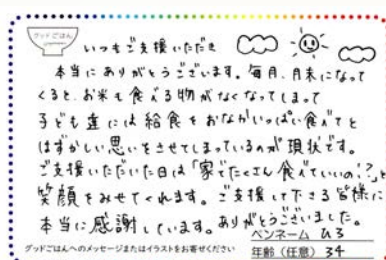 グッドごはん
いつもご支援いただき
本当にありがとうございます。毎月、月末になって
くると、お米も食べる物がなくなってしまって
子ども達には給食をおなかいっぱい食べてと
はずかしい思いをさせてしまっているのが現状です。
ご支援いただいた日は「家でたくさん食べていいの!?」と
笑顔をみせてくれます。ご支援して下さる皆様に
本当に感謝しています。ありがとうございました。
グッドごはんへのメッセージまたはイラストをお寄せください
ペンネーム ひろ
年齢(任意) 34